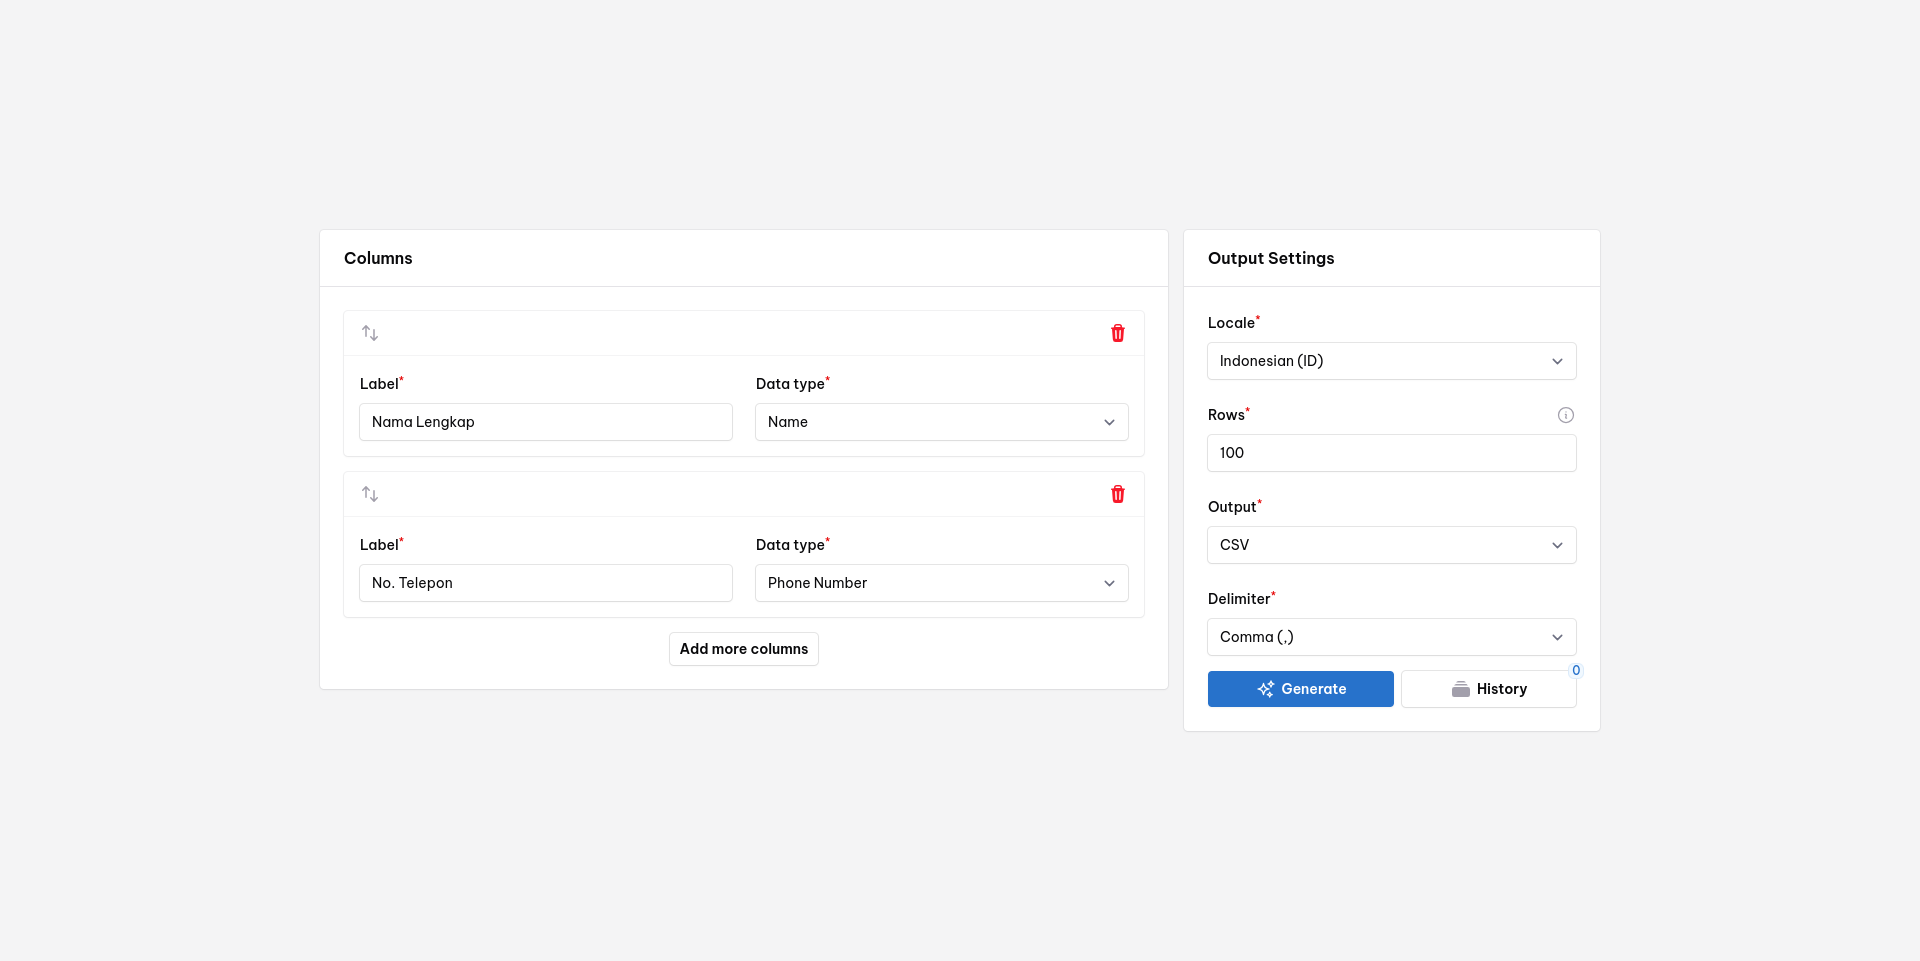 Columns
Label*
Data type*
Nama Lengkap
Name
Label*
Data type*
No. Telepon
Phone Number
Add more columns
Output Settings
Locale*
Indonesian (ID)
Rows*
100
Output*
CSV
Delimiter*
Comma (,)
Generate
History
0